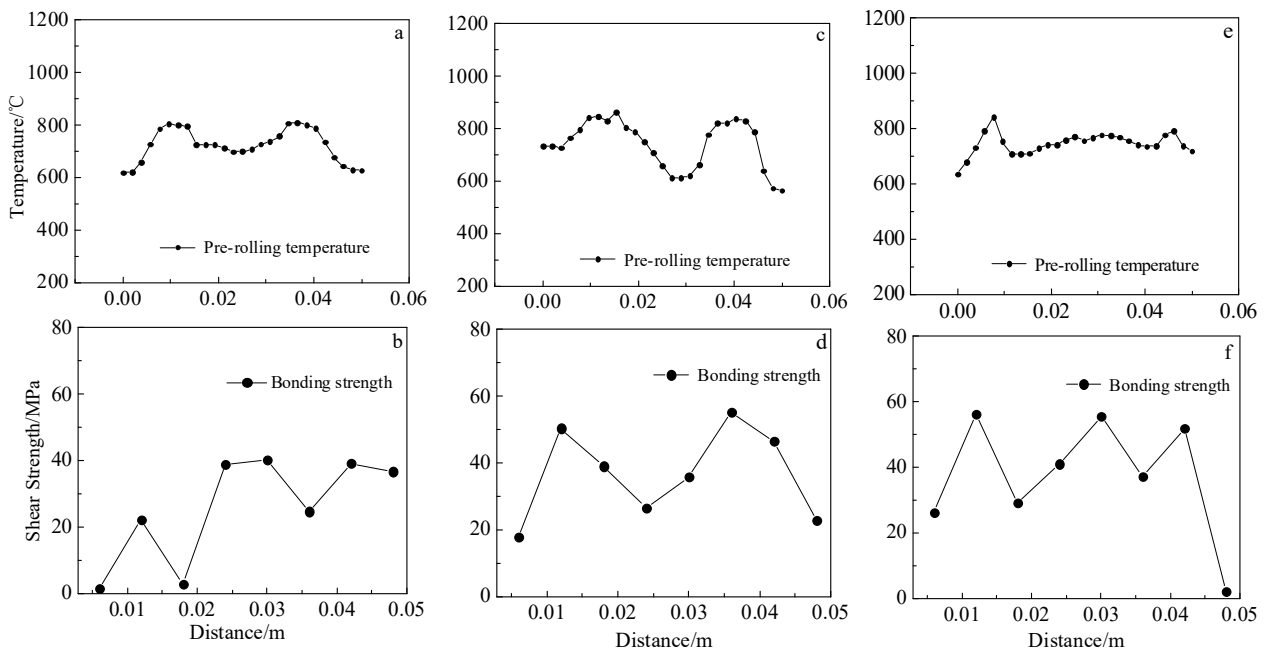 a
1200
1000
800
600
400
200
Temperature/℃
Pre-rolling temperature
0.00 0.02 0.04 0.06
c
1200
1000
800
600
400
200
Pre-rolling temperature
0.00 0.02 0.04 0.06
e
1200
1000
800
600
400
200
Pre-rolling temperature
0.00 0.02 0.04 0.06
b
80
60
40
20
0
Shear Strength/MPa
Bonding strength
0.01 0.02 0.03 0.04 0.05
Distance/m
d
80
60
40
20
0
Bonding strength
0.01 0.02 0.03 0.04 0.05
Distance/m
f
80
60
40
20
0
Bonding strength
0.01 0.02 0.03 0.04 0.05
Distance/m